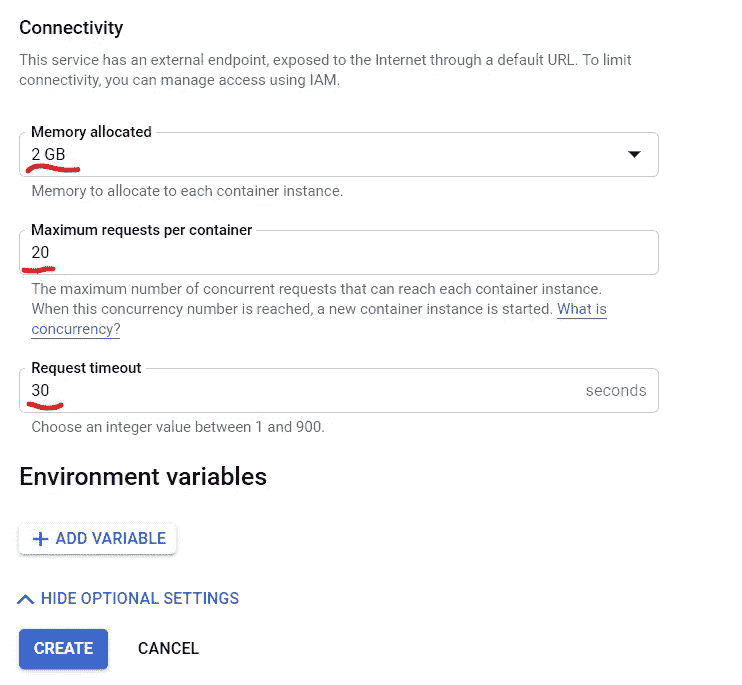 Connectivity
This service has an external endpoint, exposed to the Internet through a default URL. To limit
connectivity, you can manage access using IAM.
Memory allocated
2 GB
Memory to allocate to each container instance.
Maximum requests per container
20
The maximum number of concurrent requests that can reach each container instance.
When this concurrency number is reached, a new container instance is started. What is
concurrency?
Request timeout
30 seconds
Choose an integer value between 1 and 900.
Environment variables
+ ADD VARIABLE
HIDE OPTIONAL SETTINGS
CREATE CANCEL